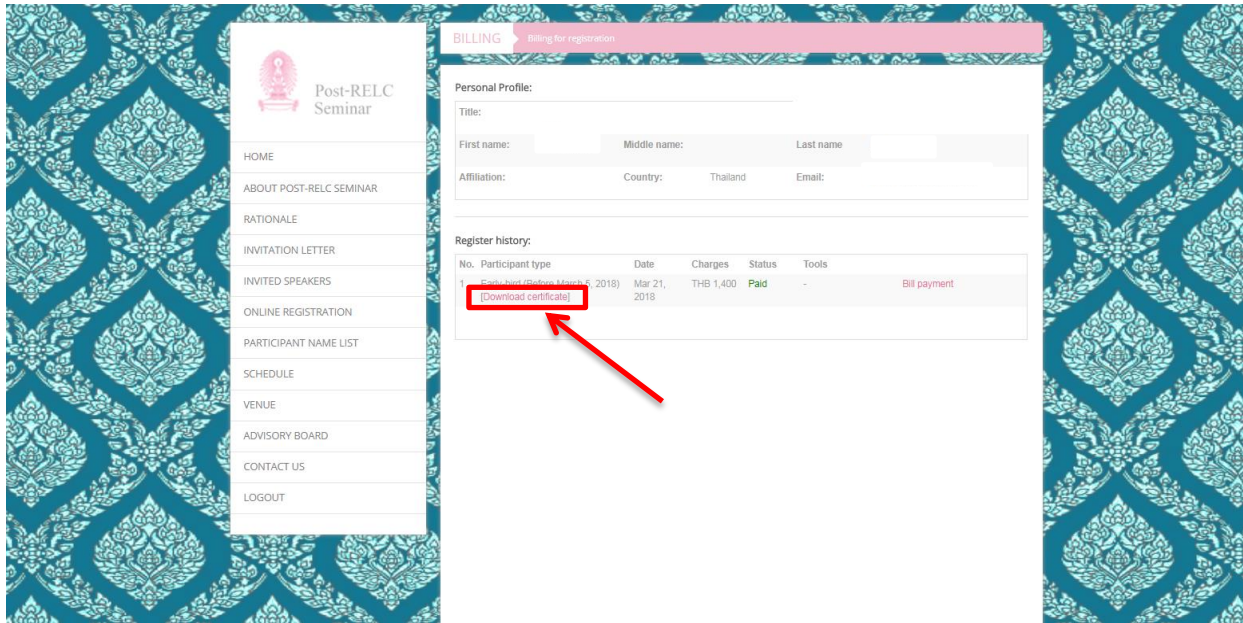 Post-RELC
Seminar
HOME
ABOUT POST-RELC SEMINAR
RATIONALE
INVITATION LETTER
INVITED SPEAKERS
ONLINE REGISTRATION
PARTICIPANT NAME LIST
SCHEDULE
VENUE
ADVISORY BOARD
CONTACT US
LOGOUT
BILLING Billing for registration
Personal Profile:
Title:
First name: Middle name: Last name
Affiliation: Country: Thailand Email:
Register history:
No. Participant type Date Charges Status Tools
1 Early-bird (Before March 5, 2018) Mar 21, THB 1,400 Paid - Bill payment
[Download certificate] 2018